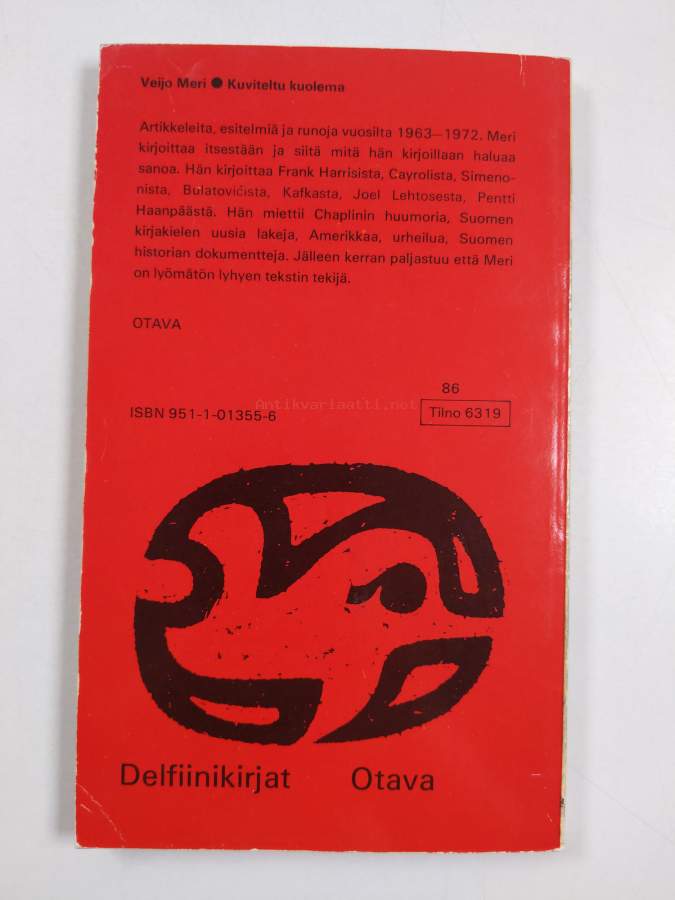 Veijo Meri ● Kuviteltu kuolema
Artikkeleita, esitelmiä ja runoja vuosilta 1963—1972. Meri
kirjoittaa itsestään ja siitä mitä hän kirjoillaan haluaa
sanoa. Hän kirjoittaa Frank Harrisista, Cayrolista, Simeno-
nista, Bulatovićista, Kafkasta, Joel Lehtosesta, Pentti
Haanpäästä. Hän miettii Chaplinin huumoria, Suomen
kirjakielen uusia lakeja, Amerikkaa, urheilua, Suomen
historian dokumentteja. Jälleen kerran paljastuu että Meri
on lyömätön lyhyen tekstin tekijä.
OTAVA
86
Antikvariaatti.net
ISBN 951-1-01355-6
Tilno 6319
Delfiinikirjat Otava